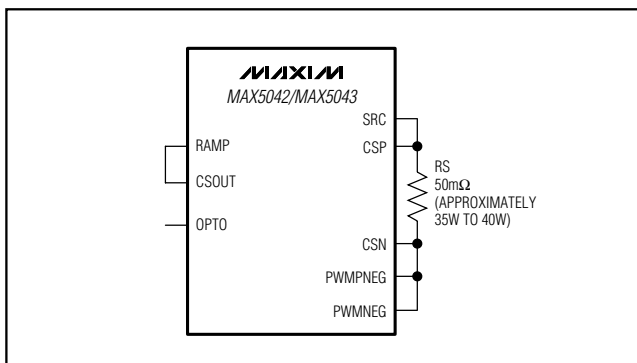 MAXIM
MAX5042/MAX5043
SRC
RAMP
CSP
RS
50mΩ
(APPROXIMATELY
35W TO 40W)
CSOUT
OPTO
CSN
PWMPNEG
PWMNEG